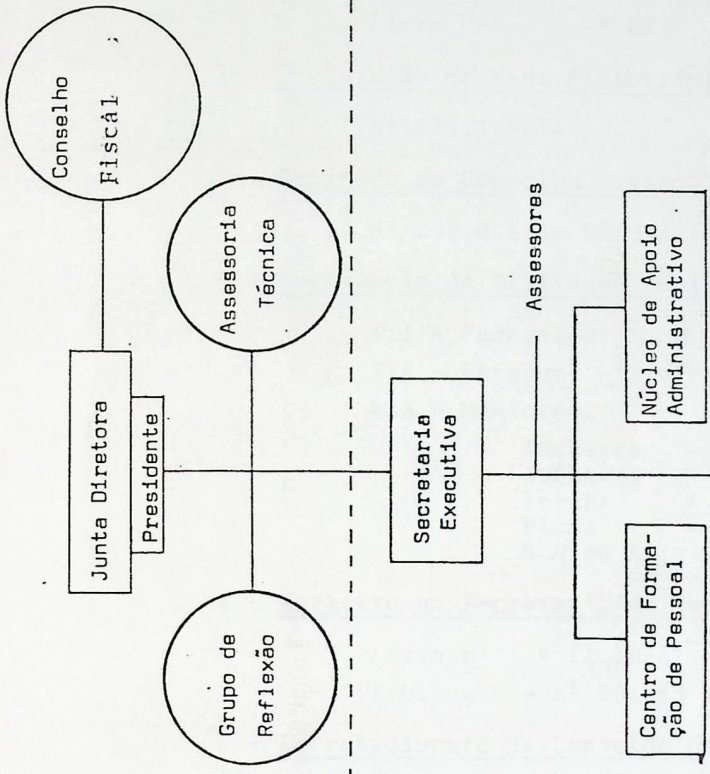 Conselho
Fiscal
Junta Diretora
Presidente
Assessoria
Técnica
Grupo de
Reflexão
Secretaria
Executiva
Assessores
Núcleo de Apoio
Administrativo
Centro de Forma-
ção de Pessoal